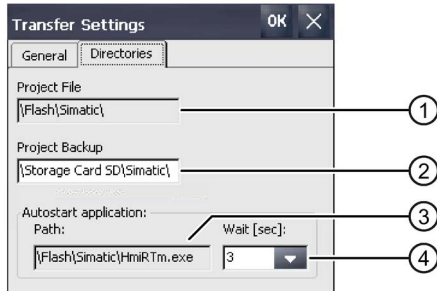 Transfer Settings OK
General Directories
Project File
\Flash\Simatic\
1
Project Backup
\Storage Card SD\Simatic\
2
Autostart application:
3
Path: Wait [sec]:
\Flash\Simatic\HmiRTm.exe 3
4